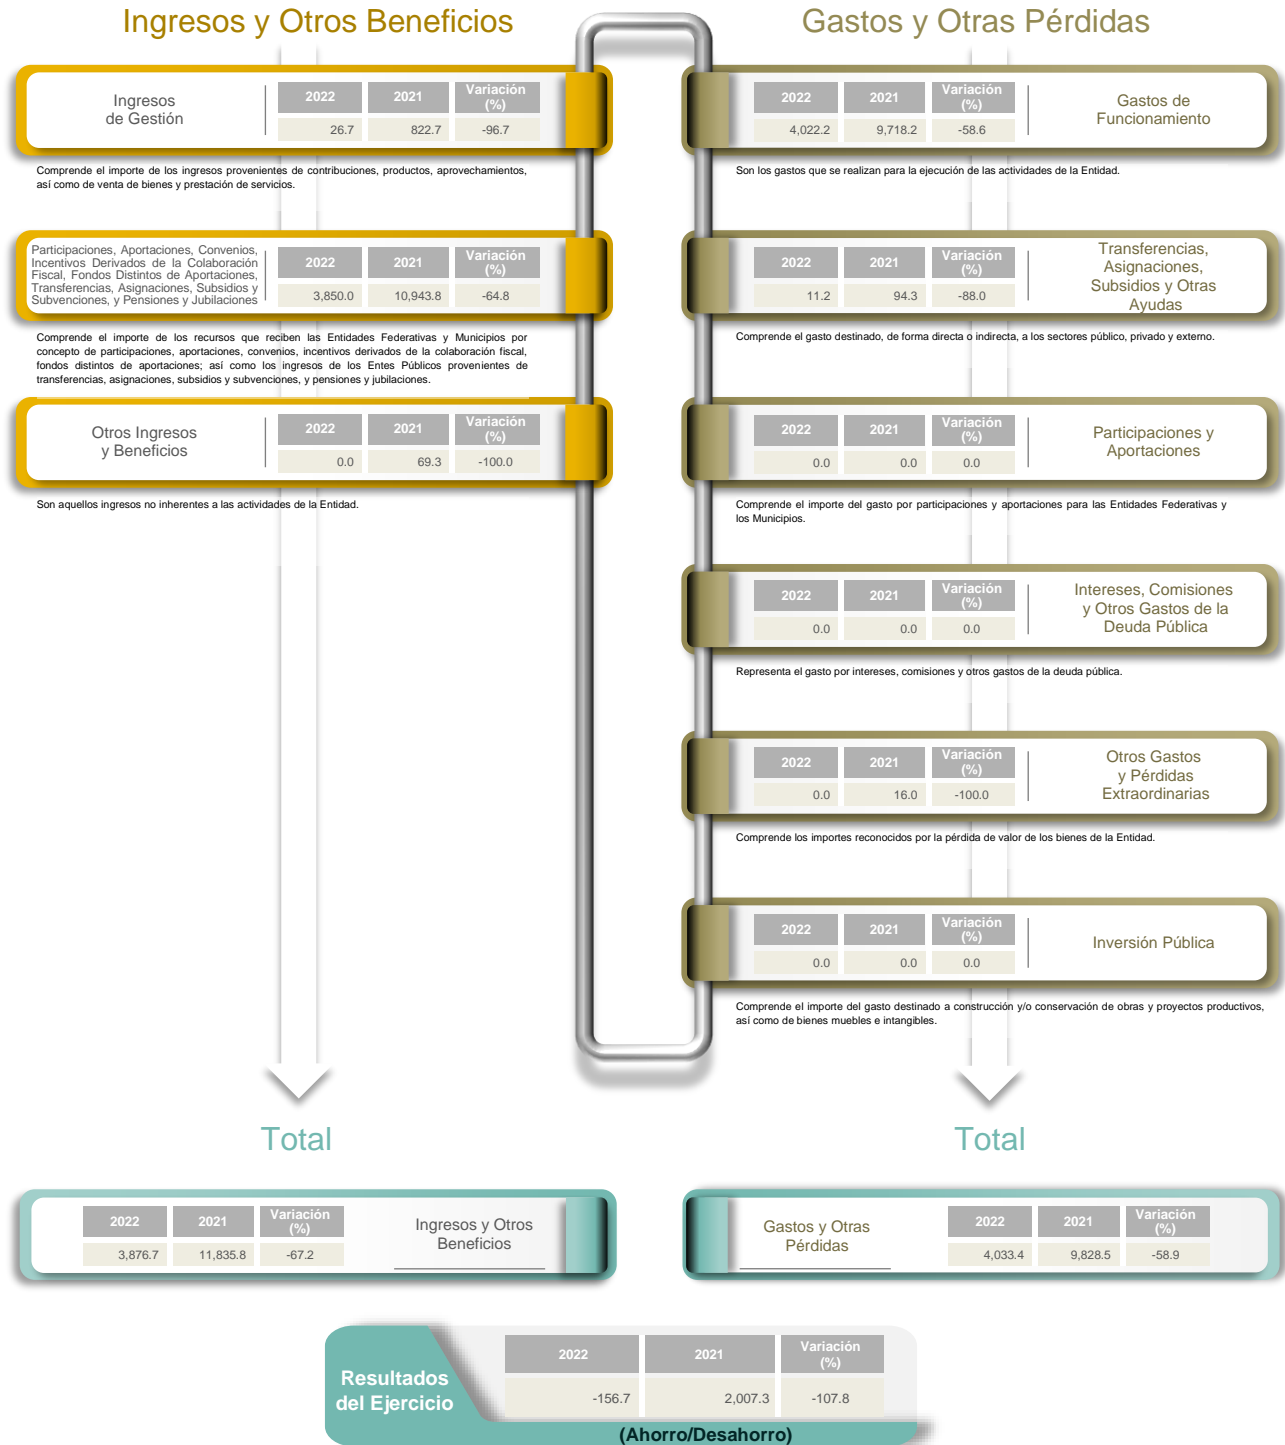 Ingresos y Otros Beneficios
Ingresos
de Gestión
2022 2021 Variación
(%)
26.7 822.7 -96.7
Comprende el importe de los ingresos provenientes de contribuciones, productos, aprovechamientos,
así como de venta de bienes y prestación de servicios.
Participaciones, Aportaciones, Convenios,
Incentivos Derivados de la Colaboración
Fiscal, Fondos Distintos de Aportaciones,
Transferencias, Asignaciones, Subsidios y
Subvenciones, y Pensiones y Jubilaciones
2022 2021 Variación
(%)
3,850.0 10,943.8 -64.8
Comprende el importe de los recursos que reciben las Entidades Federativas y Municipios por
concepto de participaciones, aportaciones, convenios, incentivos derivados de la colaboración fiscal,
fondos distintos de aportaciones; así como los ingresos de los Entes Públicos provenientes de
transferencias, asignaciones, subsidios y subvenciones, y pensiones y jubilaciones.
Otros Ingresos
y Beneficios
2022 2021 Variación
(%)
0.0 69.3 -100.0
Son aquellos ingresos no inherentes a las actividades de la Entidad.
Gastos y Otras Pérdidas
2022 2021 Variación
(%)
4,022.2 9,718.2 -58.6
Gastos de
Funcionamiento
Son los gastos que se realizan para la ejecución de las actividades de la Entidad.
2022 2021 Variación
(%)
11.2 94.3 -88.0
Transferencias,
Asignaciones,
Subsidios y Otras
Ayudas
Comprende el gasto destinado, de forma directa o indirecta, a los sectores público, privado y externo.
2022 2021 Variación
(%)
0.0 0.0 0.0
Participaciones y
Aportaciones
Comprende el importe del gasto por participaciones y aportaciones para las Entidades Federativas y
los Municipios.
2022 2021 Variación
(%)
0.0 0.0 0.0
Intereses, Comisiones
y Otros Gastos de la
Deuda Pública
Representa el gasto por intereses, comisiones y otros gastos de la deuda pública.
2022 2021 Variación
(%)
0.0 16.0 -100.0
Otros Gastos
y Pérdidas
Extraordinarias
Comprende los importes reconocidos por la pérdida de valor de los bienes de la Entidad.
2022 2021 Variación
(%)
0.0 0.0 0.0
Inversión Pública
Comprende el importe del gasto destinado a construcción y/o conservación de obras y proyectos productivos,
así como de bienes muebles e intangibles.
Total
2022 2021 Variación
(%)
3,876.7 11,835.8 -67.2
Ingresos y Otros
Beneficios
Total
Gastos y Otras
Pérdidas
2022 2021 Variación
(%)
4,033.4 9,828.5 -58.9
Resultados
del Ejercicio
2022 2021 Variación
(%)
-156.7 2,007.3 -107.8
(Ahorro/Desahorro)